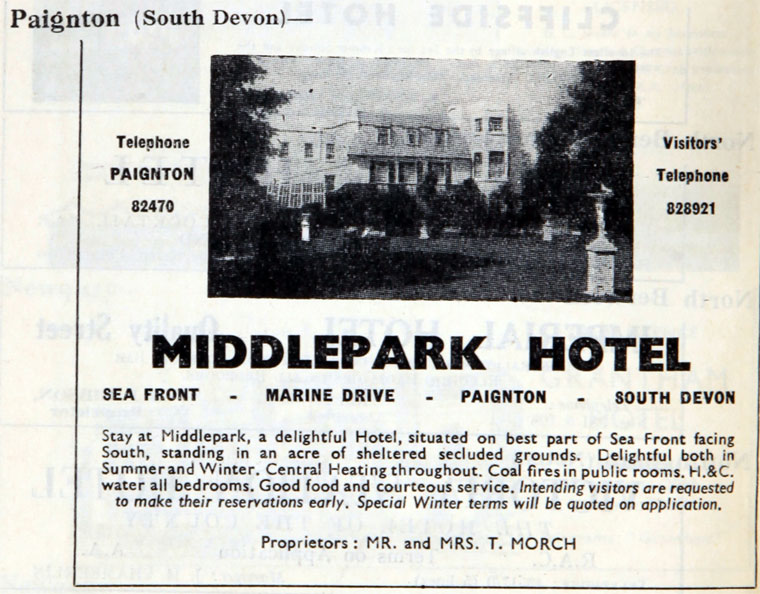 Paignton (South Devon)—
Telephone
PAIGNTON
82470
Visitors'
Telephone
828921
MIDDLEPARK HOTEL
SEA FRONT - MARINE DRIVE - PAIGNTON - SOUTH DEVON
Stay at Middlepark, a delightful Hotel, situated on best part of Sea Front facing
South, standing in an acre of sheltered secluded grounds. Delightful both in
Summer and Winter. Central Heating throughout. Coal fires in public rooms. H.&C.
water all bedrooms. Good food and courteous service. Intending visitors are requested
to make their reservations early. Special Winter terms will be quoted on application.
Proprietors : MR. and MRS. T. MORCH